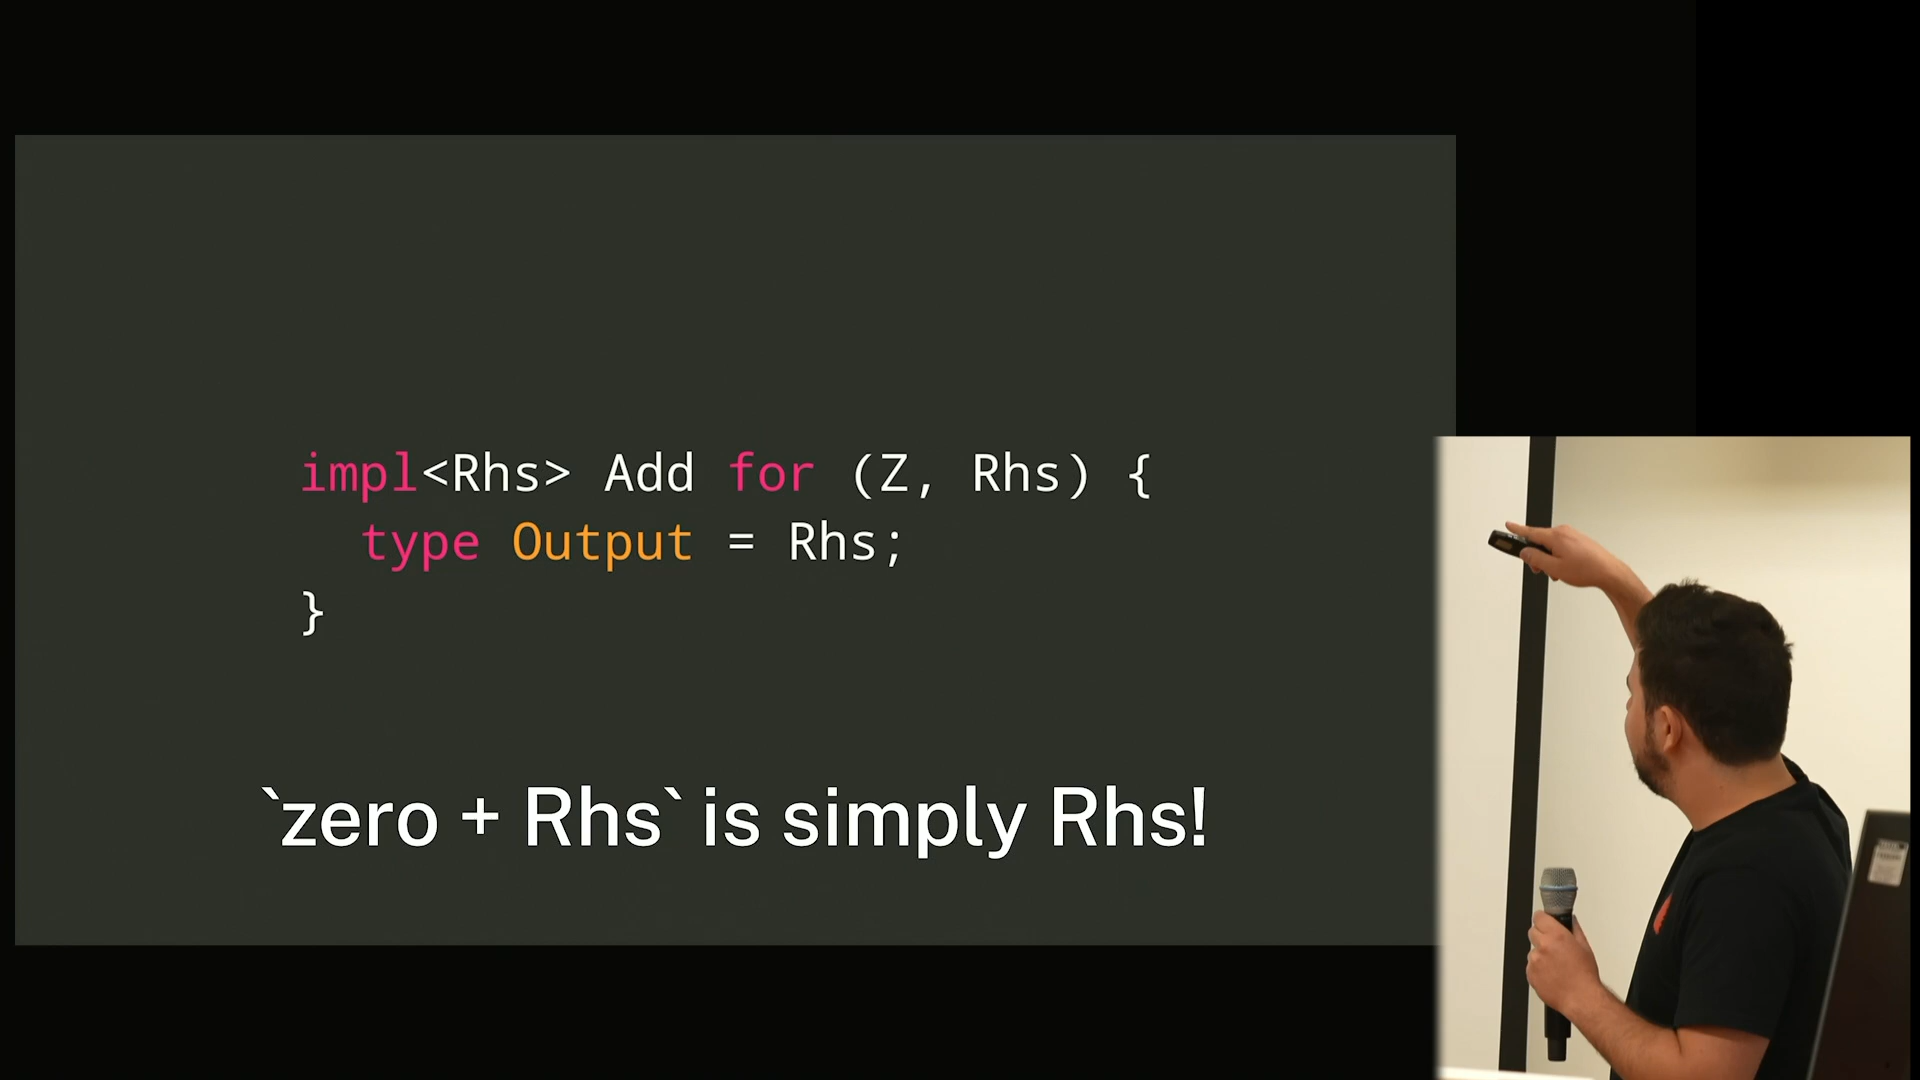 impl<Rhs> Add for (Z, Rhs) {
  type Output = Rhs;
}
`zero + Rhs` is simply Rhs!